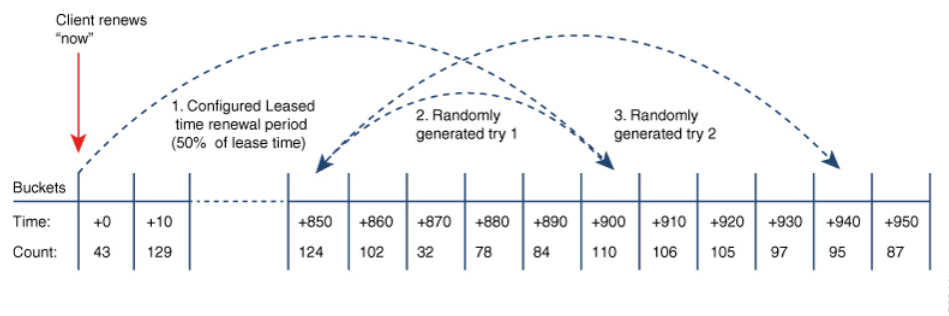 Client renews
“now”
1. Configured Leased
time renewal period
(50% of lease time)
2. Randomly
generated try 1
3. Randomly
generated try 2
Buckets
Time: +0 +10 +850 +860 +870 +880 +890 +900 +910 +920 +930 +940 +950
Count: 43 129 124 102 32 78 84 110 106 105 97 95 87